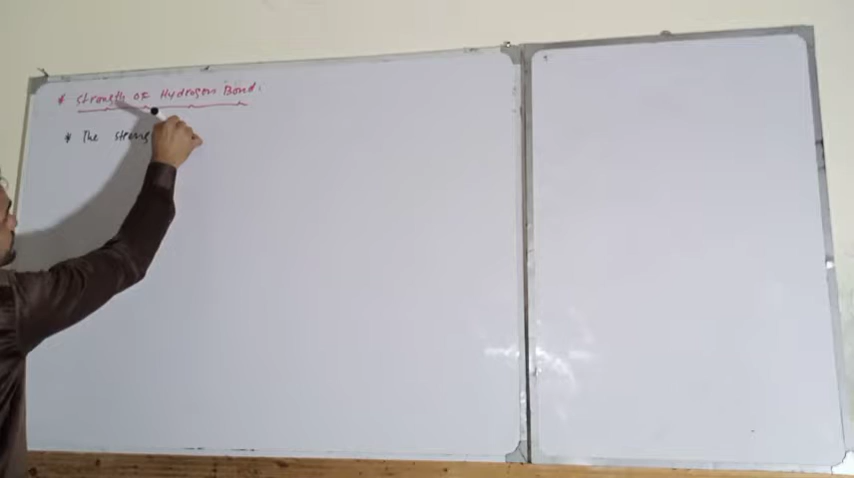 * Strength of Hydrogen Bond:
* The streng